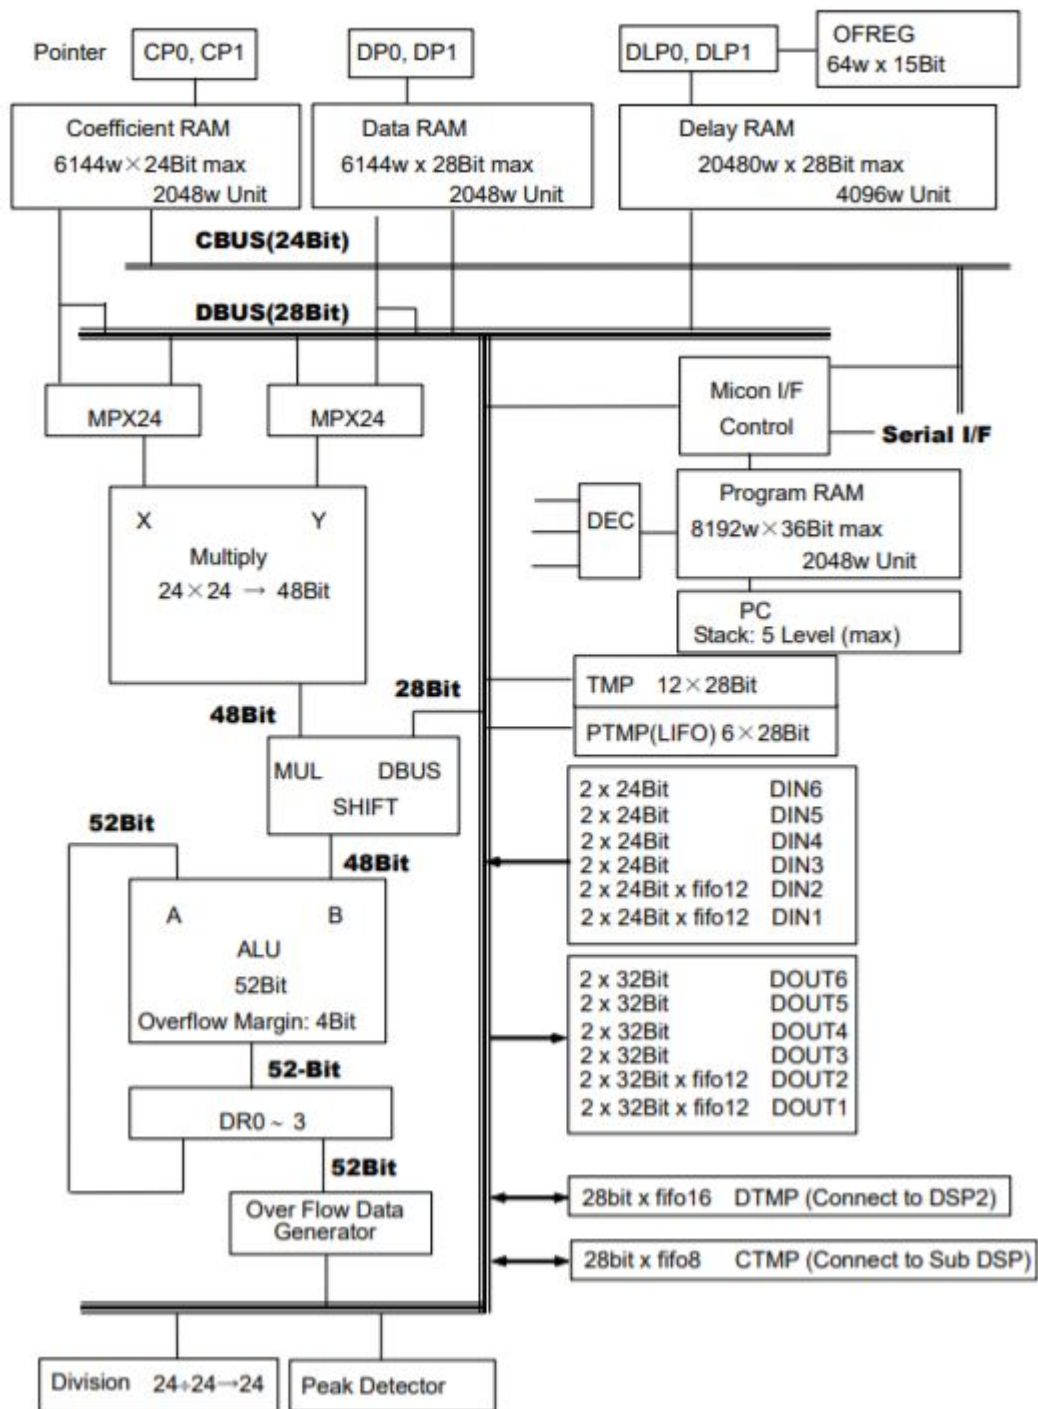 Pointer
CP0, CP1
DP0, DP1
DLP0, DLP1
OFREG
64w x 15Bit
Coefficient RAM
6144w×24Bit max
2048w Unit
Data RAM
6144w x 28Bit max
2048w Unit
Delay RAM
20480w x 28Bit max
4096w Unit
CBUS(24Bit)
DBUS(28Bit)
MPX24
MPX24
Micon I/F
Control
Serial I/F
X Y
Multiply
24×24 → 48Bit
DEC
Program RAM
8192w×36Bit max
2048w Unit
PC
Stack: 5 Level (max)
28Bit
48Bit
TMP 12×28Bit
PTMP(LIFO) 6×28Bit
MUL DBUS
SHIFT
52Bit
48Bit
2 x 24Bit DIN6
2 x 24Bit DIN5
2 x 24Bit DIN4
2 x 24Bit DIN3
2 x 24Bit x fifo12 DIN2
2 x 24Bit x fifo12 DIN1
A B
ALU
52Bit
Overflow Margin: 4Bit
2 x 32Bit DOUT6
2 x 32Bit DOUT5
2 x 32Bit DOUT4
2 x 32Bit DOUT3
2 x 32Bit x fifo12 DOUT2
2 x 32Bit x fifo12 DOUT1
52-Bit
DR0 ~ 3
52Bit
Over Flow Data
Generator
28bit x fifo16 DTMP (Connect to DSP2)
28bit x fifo8 CTMP (Connect to Sub DSP)
Division 24÷24→24
Peak Detector